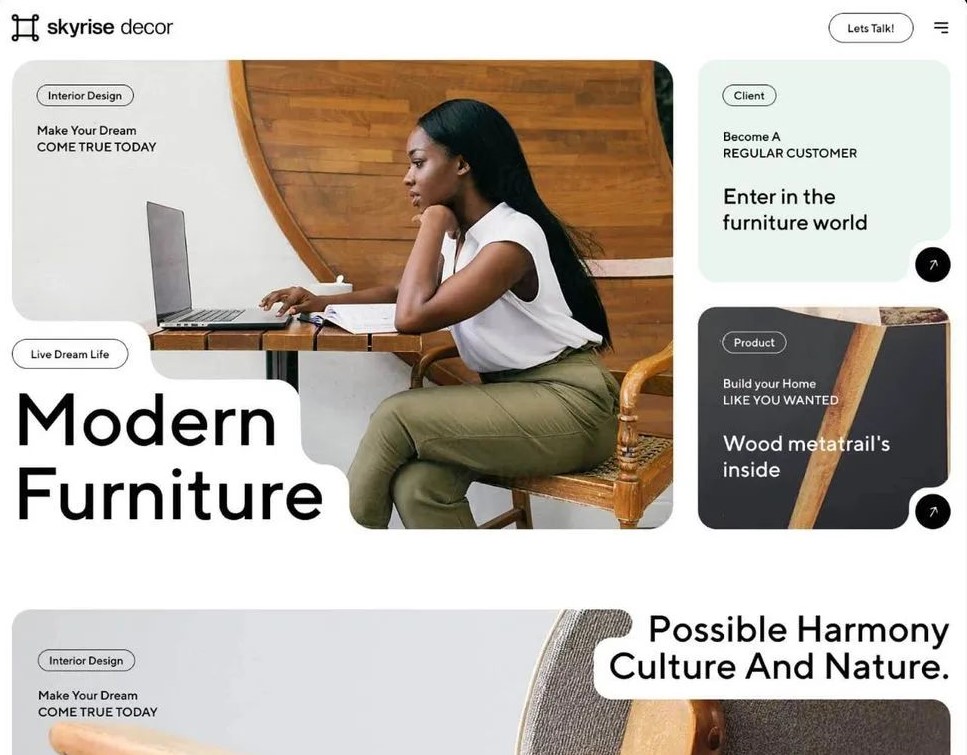 skyrise decor
Lets Talk!
Interior Design
Make Your Dream
COME TRUE TODAY
Live Dream Life
Modern
Furniture
Client
Become A
REGULAR CUSTOMER
Enter in the
furniture world
Product
Build your Home
LIKE YOU WANTED
Wood metatrail's
inside
Possible Harmony
Culture And Nature.
Interior Design
Make Your Dream
COME TRUE TODAY